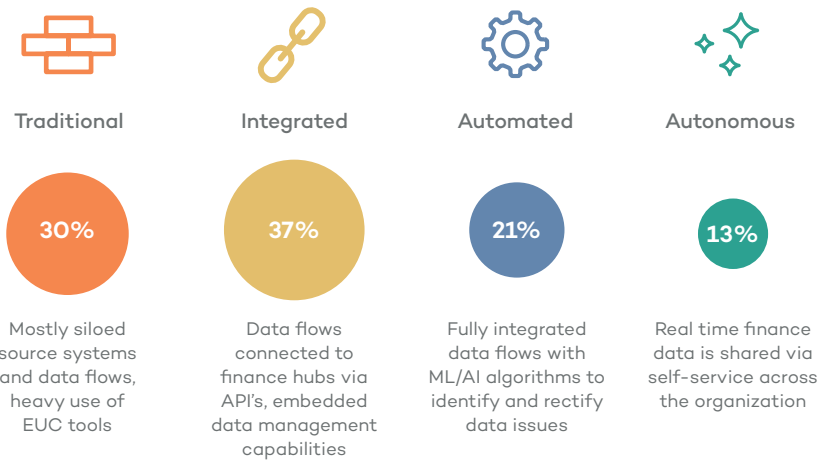 Traditional
Integrated
Automated
Autonomous
30%
37%
21%
13%
Mostly siloed
source systems
and data flows,
heavy use of
EUC tools
Data flows
connected to
finance hubs via
API's, embedded
data management
capabilities
Fully integrated
data flows with
ML/AI algorithms to
identify and rectify
data issues
Real time finance
data is shared via
self-service across
the organization